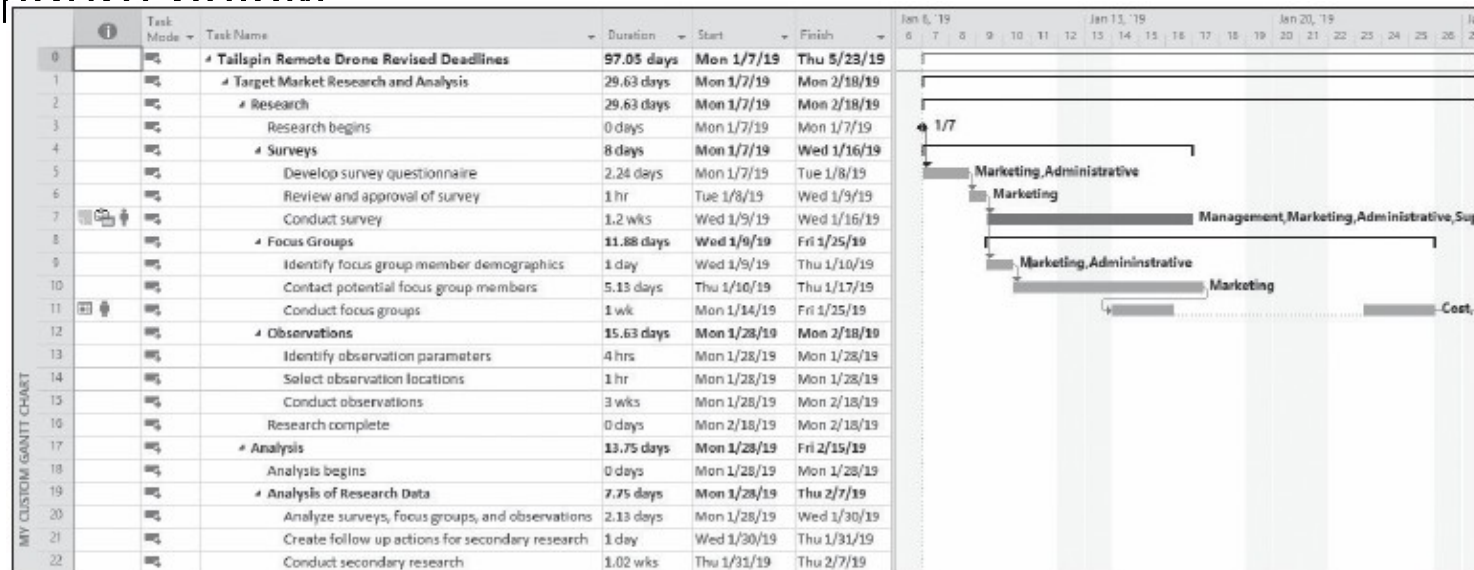 Jan 6, '19 Jan 13, '19 Jan 20, '19
Task Mode Task Name Duration Start Finish 6 7 8 9 10 11 12 13 14 15 16 17 18 19 20 21 22 23 24 25 26
0 Tailspin Remote Drone Revised Deadlines 97.05 days Mon 1/7/19 Thu 5/23/19
1 Target Market Research and Analysis 29.63 days Mon 1/7/19 Mon 2/18/19
2 Research 29.63 days Mon 1/7/19 Mon 2/18/19
3 Research begins 0 days Mon 1/7/19 Mon 1/7/19 1/7
4 Surveys 8 days Mon 1/7/19 Wed 1/16/19
5 Develop survey questionnaire 2.24 days Mon 1/7/19 Tue 1/8/19 Marketing,Administrative
6 Review and approval of survey 1 hr Tue 1/8/19 Wed 1/9/19 Marketing
7 Conduct survey 1.2 wks Wed 1/9/19 Wed 1/16/19 Management,Marketing,Administrative,Sup
8 Focus Groups 11.88 days Wed 1/9/19 Fri 1/25/19
9 Identify focus group member demographics 1 day Wed 1/9/19 Thu 1/10/19 Marketing,Admininstrative
10 Contact potential focus group members 5.13 days Thu 1/10/19 Thu 1/17/19 Marketing
11 Conduct focus groups 1 wk Mon 1/14/19 Fri 1/25/19 Cost,
12 Observations 15.63 days Mon 1/28/19 Mon 2/18/19
13 Identify observation parameters 4 hrs Mon 1/28/19 Mon 1/28/19
14 Select observation locations 1 hr Mon 1/28/19 Mon 1/28/19
15 Conduct observations 3 wks Mon 1/28/19 Mon 2/18/19
16 Research complete 0 days Mon 2/18/19 Mon 2/18/19
17 Analysis 13.75 days Mon 1/28/19 Fri 2/15/19
18 Analysis begins 0 days Mon 1/28/19 Mon 1/28/19
19 Analysis of Research Data 7.75 days Mon 1/28/19 Thu 2/7/19
20 Analyze surveys, focus groups, and observations 2.13 days Mon 1/28/19 Wed 1/30/19
21 Create follow up actions for secondary research 1 day Wed 1/30/19 Thu 1/31/19
22 Conduct secondary research 1.02 wks Thu 1/31/19 Thu 2/7/19
MY CUSTOM GANTT CHART